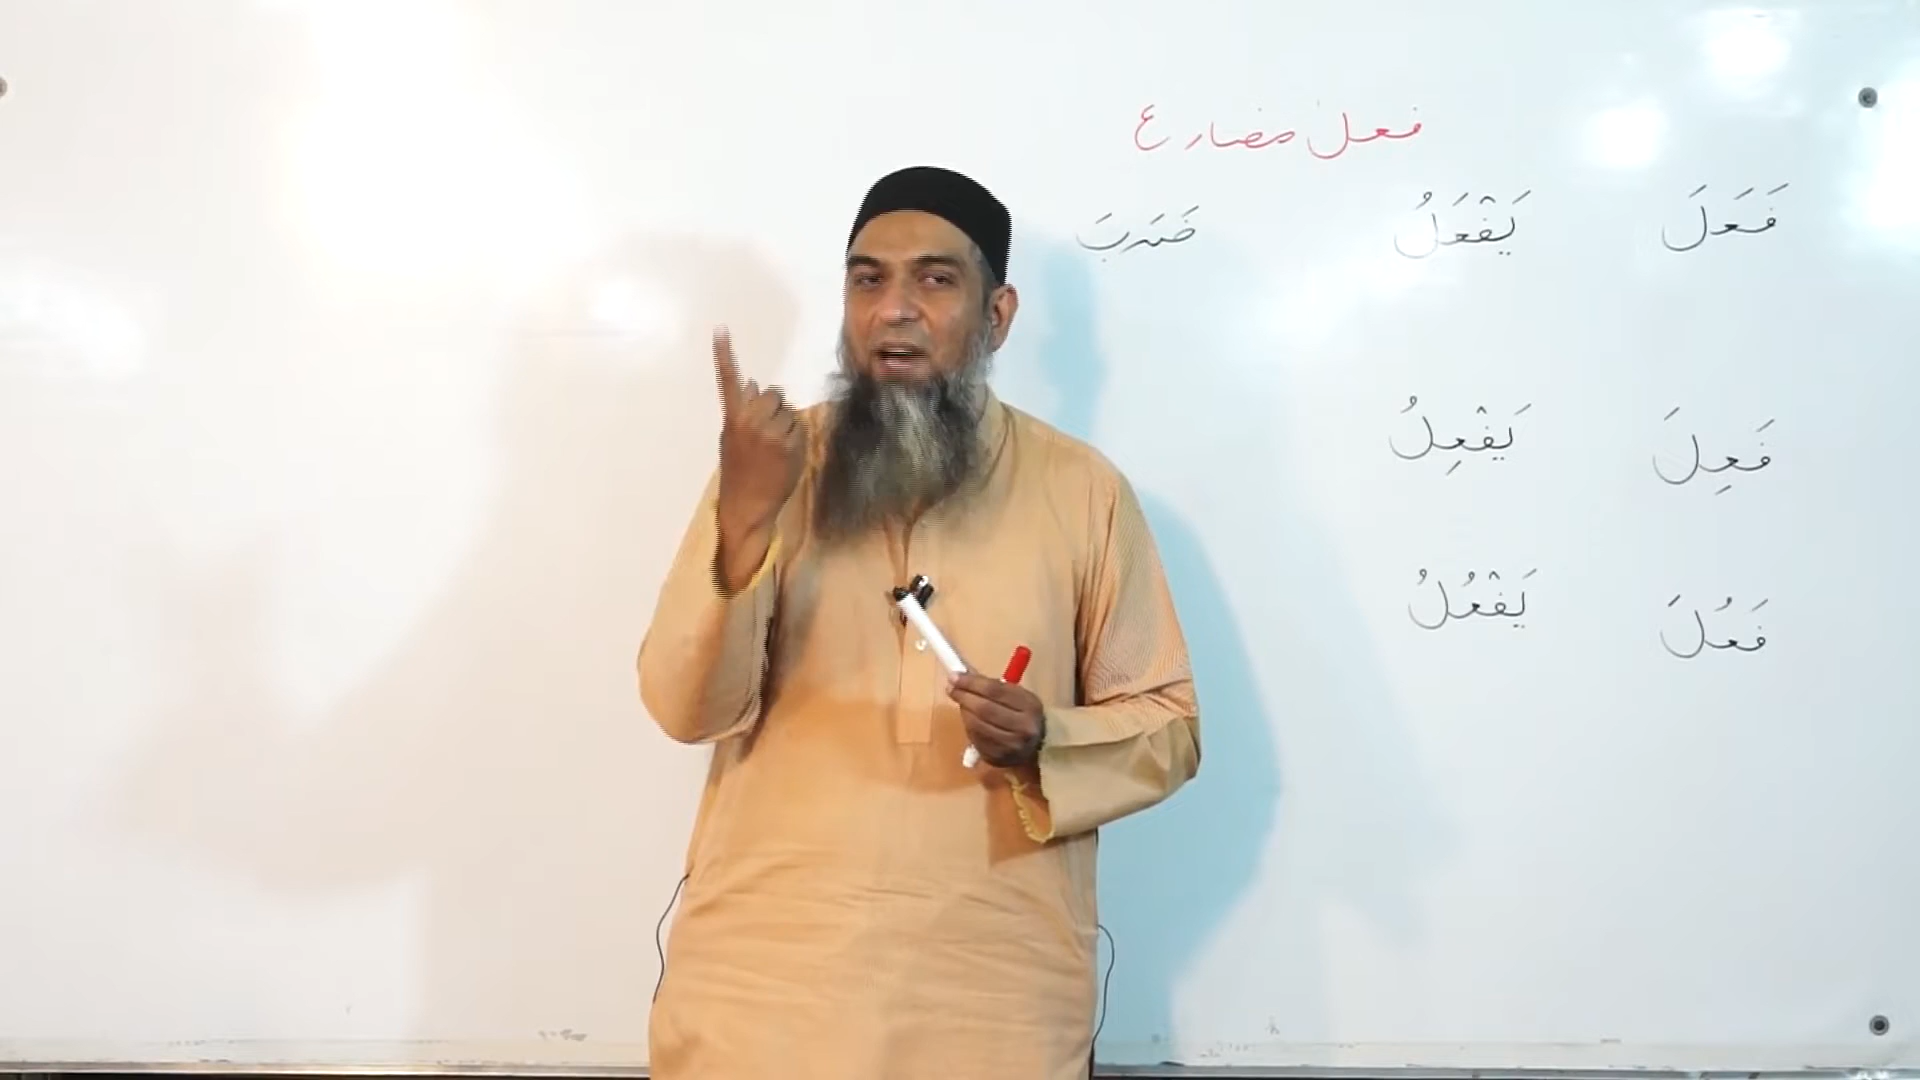 فعل مضارع
فَعَلَ يَفْعَلُ ضَرَبَ
فَعِلَ يَفْعِلُ
فَعُلَ يَفْعُلُ